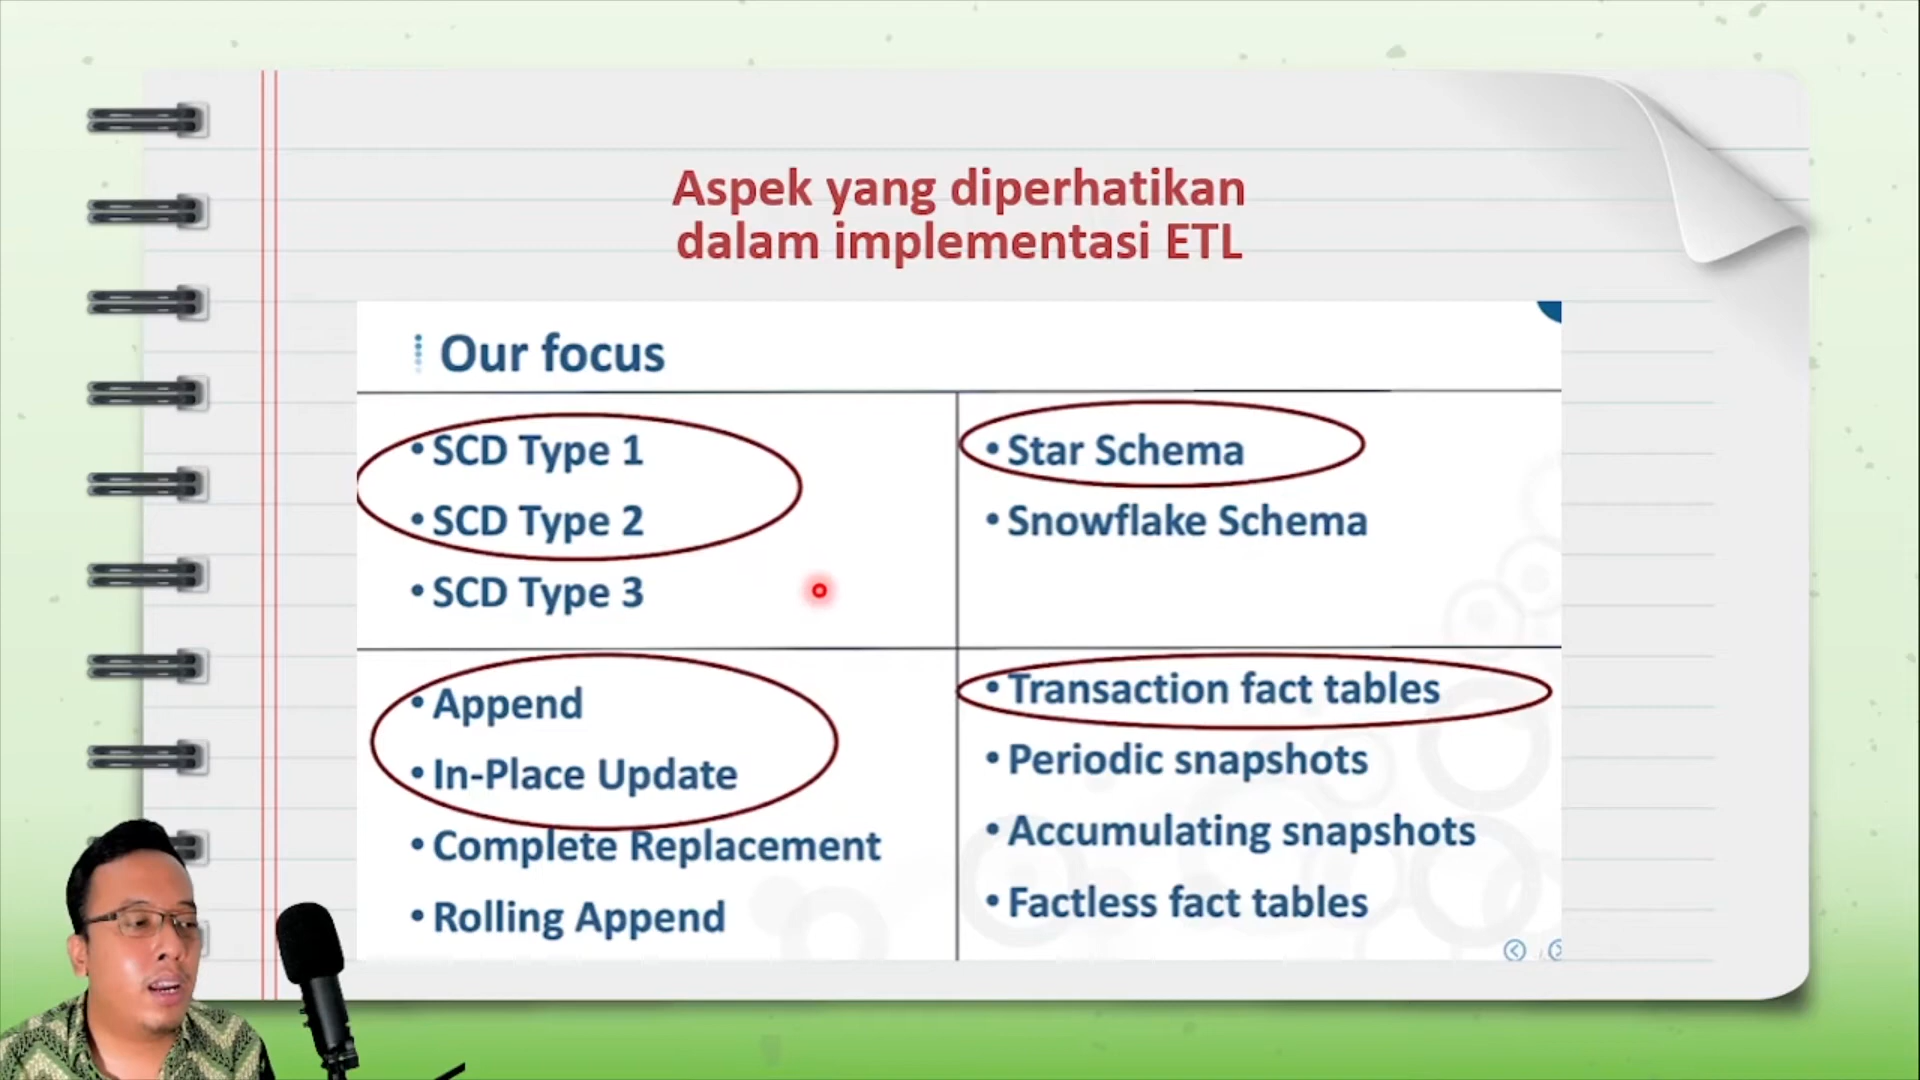 Aspek yang diperhatikan
dalam implementasi ETL
Our focus
• SCD Type 1
• SCD Type 2
• SCD Type 3
• Star Schema
• Snowflake Schema
• Append
• In-Place Update
• Complete Replacement
• Rolling Append
• Transaction fact tables
• Periodic snapshots
• Accumulating snapshots
• Factless fact tables